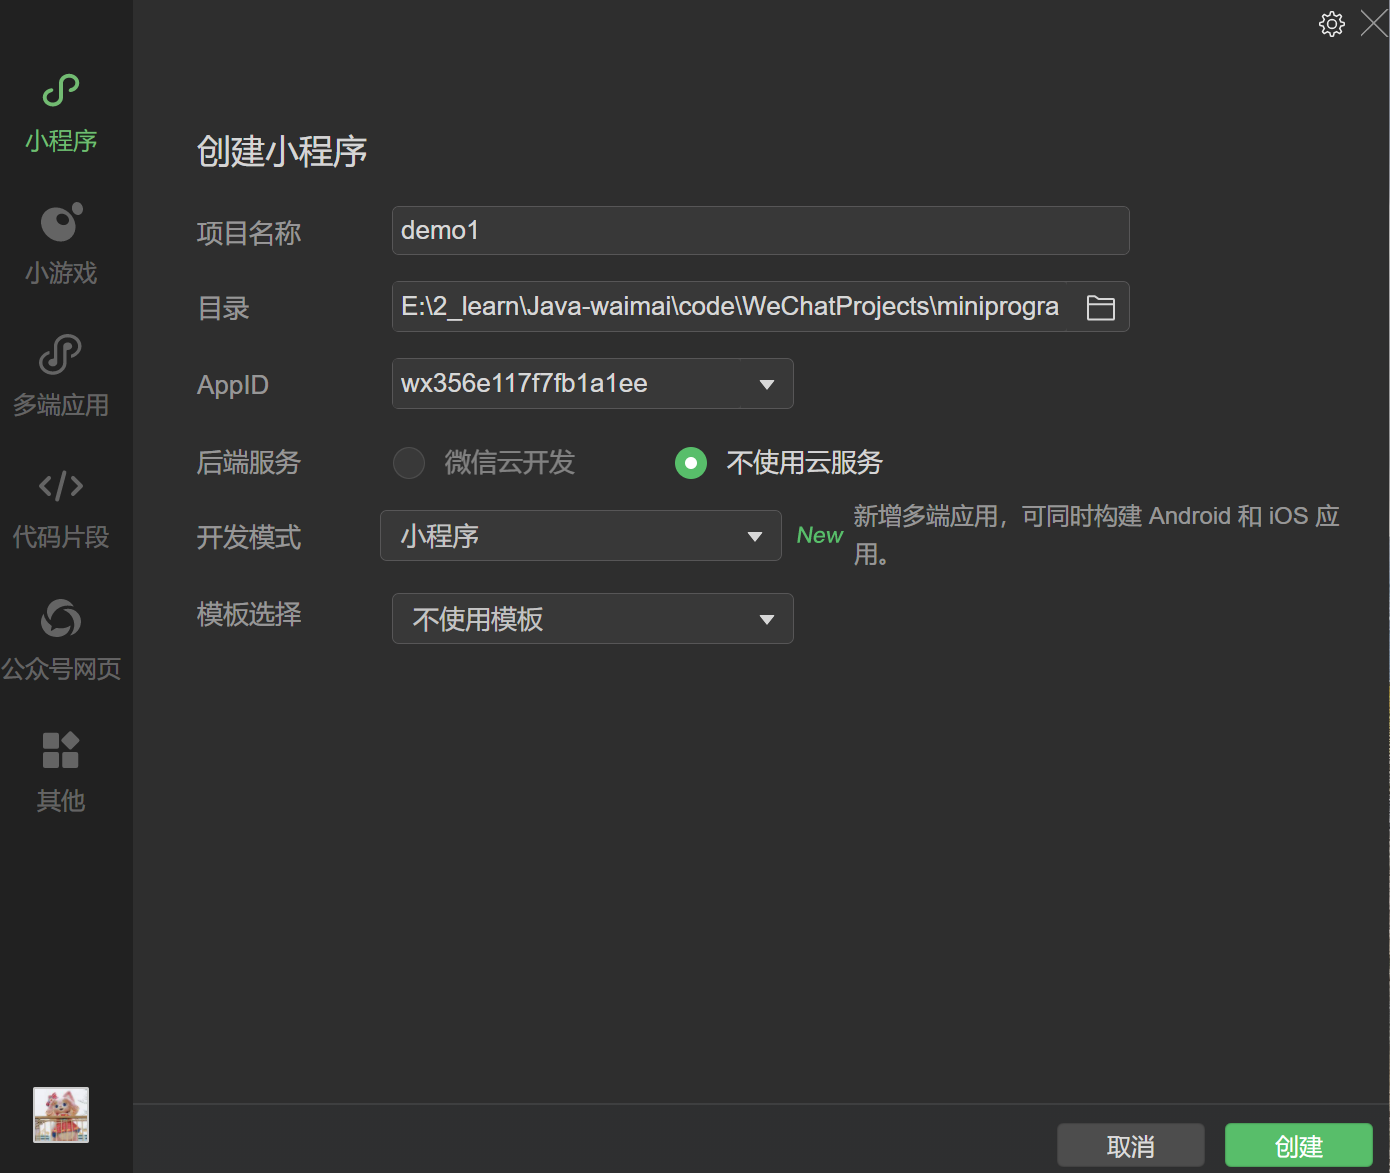 小程序
小游戏
多端应用
代码片段
公众号网页
其他
创建小程序
项目名称
demo1
目录
E:\2_learn\Java-waimai\code\WeChatProjects\miniprogra
AppID
wx356e117f7fb1a1ee
后端服务
微信云开发
不使用云服务
开发模式
小程序
New
新增多端应用，可同时构建 Android 和 iOS 应
用。
模板选择
不使用模板
取消
创建